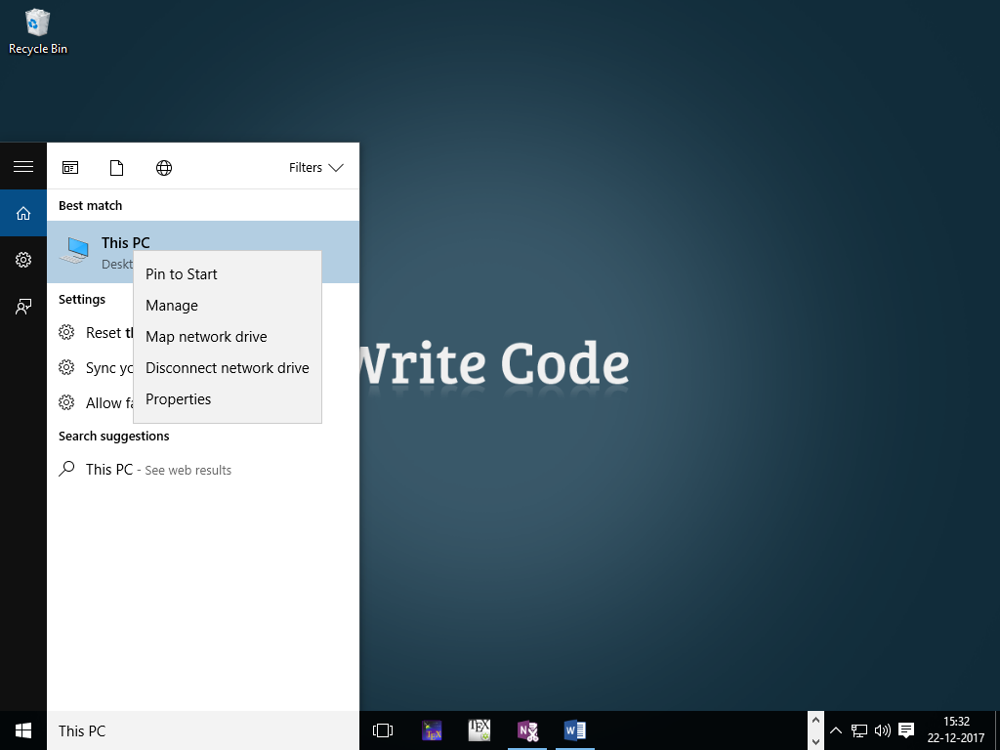 Recycle Bin
Filters
Best match
This PC
Deskt
Pin to Start
Manage
Map network drive
Disconnect network drive
Properties
Settings
Reset th
Sync yo
Allow fa
Search suggestions
This PC - See web results
Write Code
This PC
TEX
TEX
N
W
15:32
22-12-2017